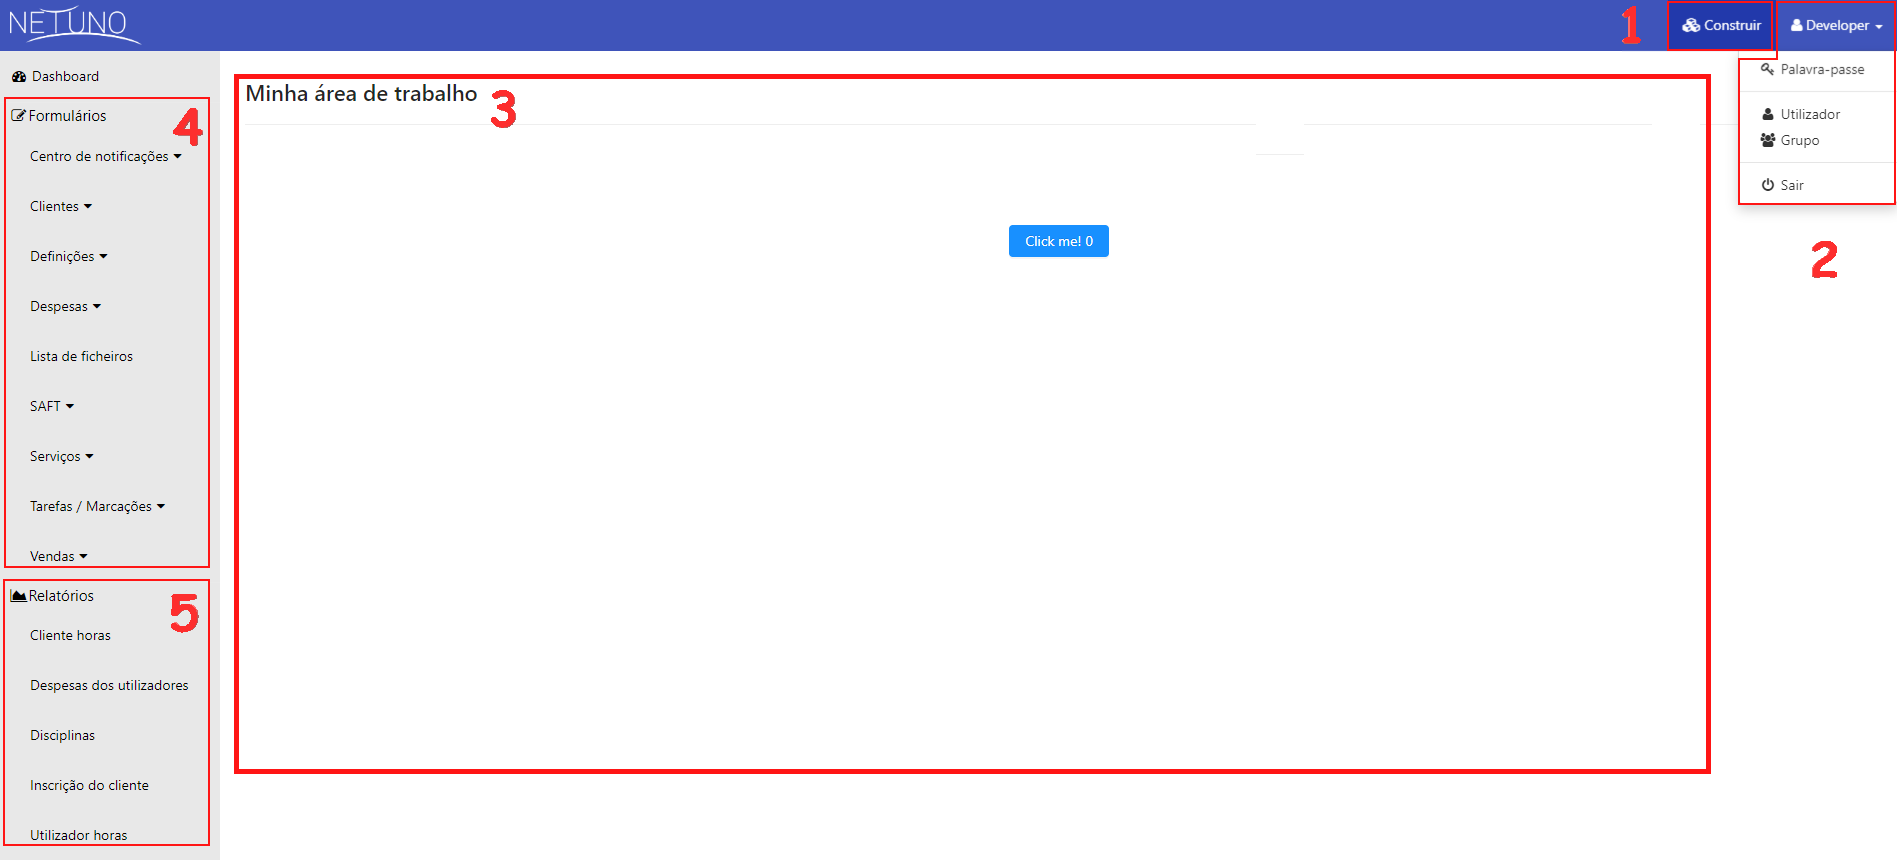 NETUNO
1
Construir
Developer
Dashboard
Formulários
4
Centro de notificações
Clientes
Definições
Despesas
Lista de ficheiros
SAFT
Serviços
Tarefas / Marcações
Vendas
Relatórios
5
Cliente horas
Despesas dos utilizadores
Disciplinas
Inscrição do cliente
Utilizador horas
Minha área de trabalho
3
Click me! 0
Palavra-passe
Utilizador
Grupo
Sair
2